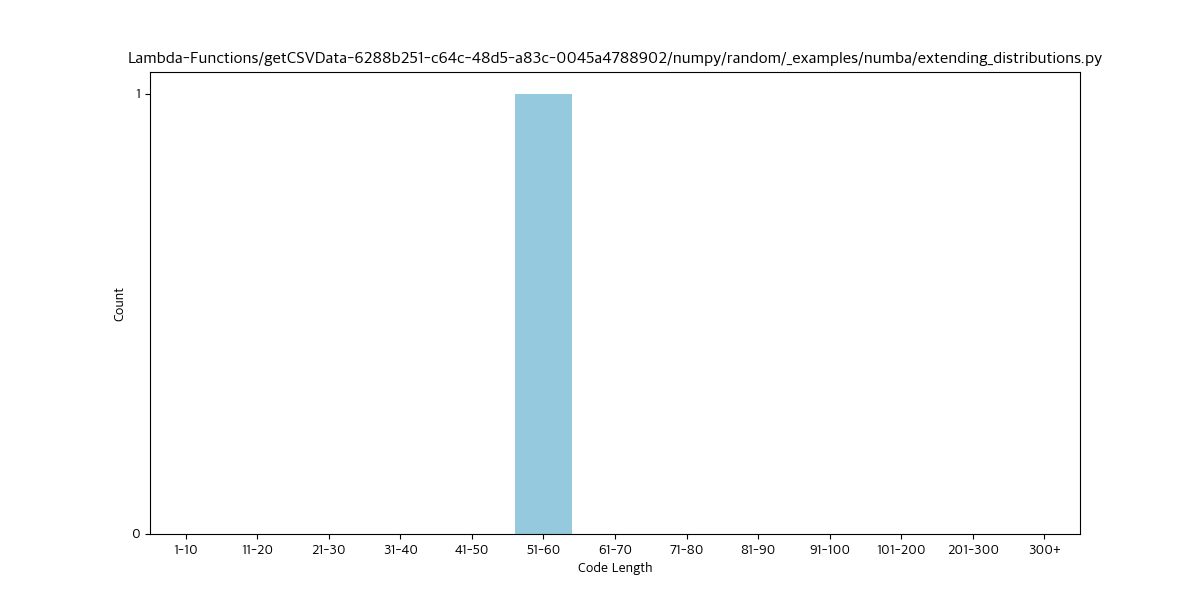 Lambda-Functions/getCSVData-6288b251-c64c-48d5-a83c-0045a4788902/numpy/random/_examples/numba/extending_distributions.py
1
Count
0
1-10 11-20 21-30 31-40 41-50 51-60 61-70 71-80 81-90 91-100 101-200 201-300 300+
Code Length